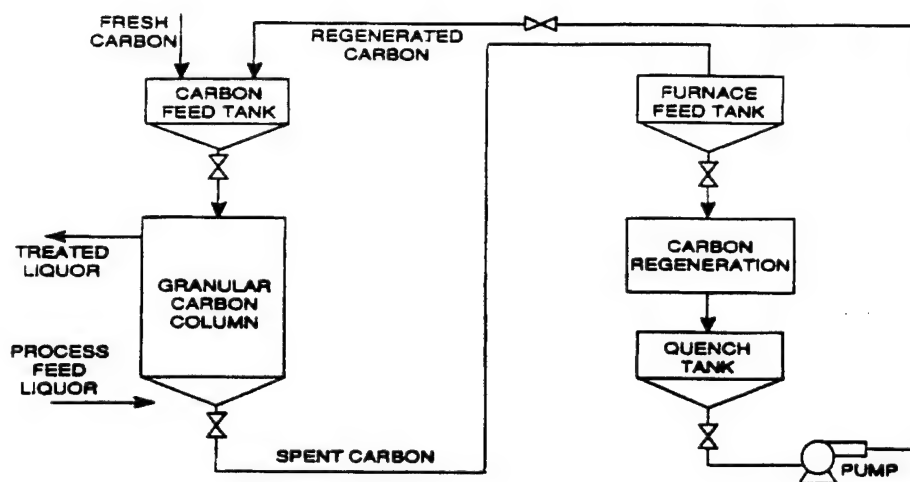 FRESH
CARBON
REGENERATED
CARBON
CARBON
FEED TANK
FURNACE
FEED TANK
TREATED
LIQUOR
GRANULAR
CARBON
COLUMN
CARBON
REGENERATION
PROCESS
FEED
LIQUOR
QUENCH
TANK
SPENT CARBON
PUMP